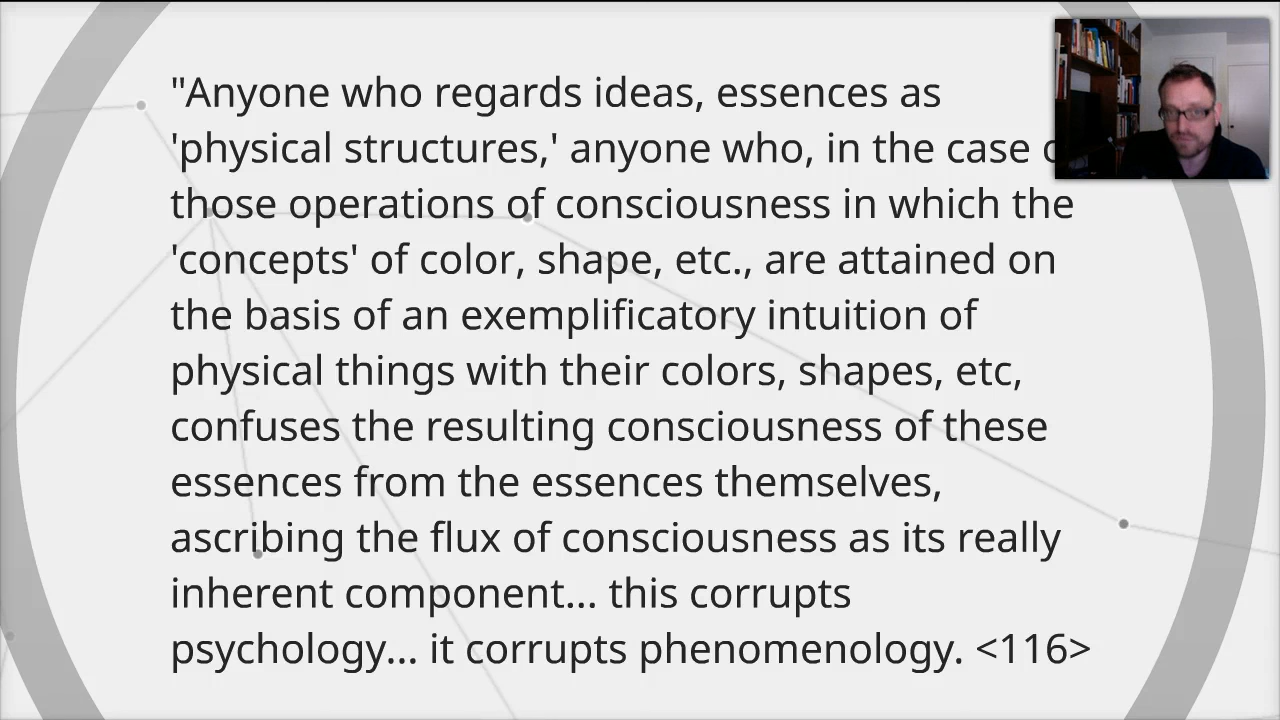 "Anyone who regards ideas, essences as
'physical structures,' anyone who, in the case
those operations of consciousness in which the
'concepts' of color, shape, etc., are attained on
the basis of an exemplificatory intuition of
physical things with their colors, shapes, etc,
confuses the resulting consciousness of these
essences from the essences themselves,
ascribing the flux of consciousness as its really
inherent component... this corrupts
psychology... it corrupts phenomenology. <116>